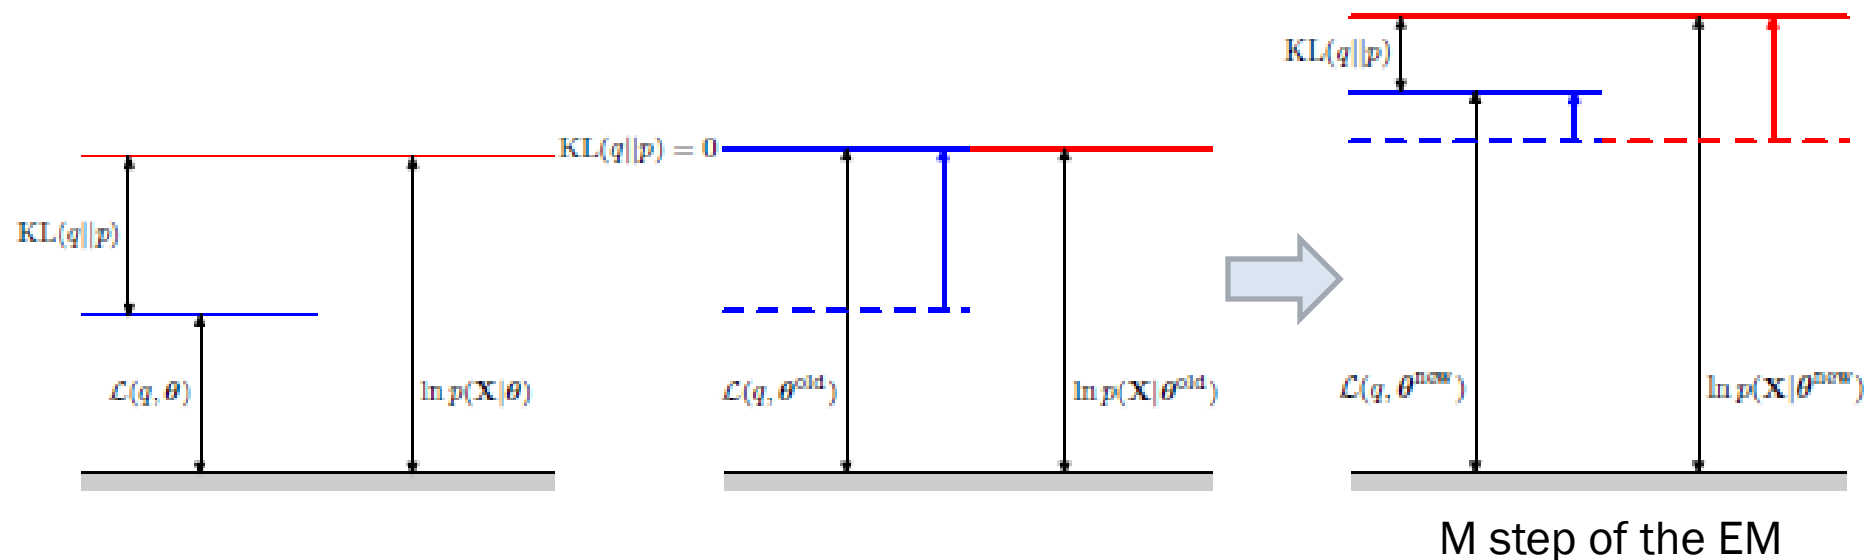 KL(q||p)
L(q, θ)
ln p(X|θ)
KL(q||p) = 0
L(q, θ^old)
ln p(X|θ^old)
KL(q||p)
L(q, θ^new)
ln p(X|θ^new)
M step of the EM